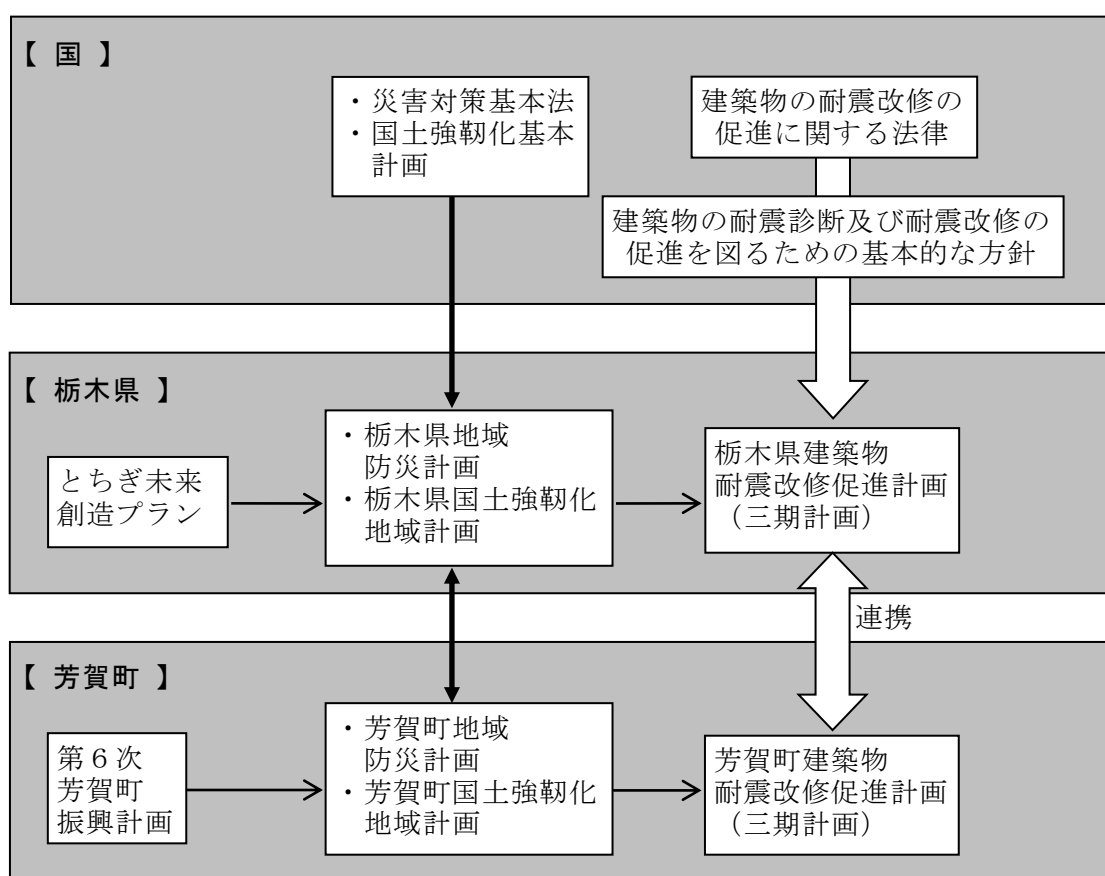 【 国 】
・災害対策基本法
・国土強靭化基本
計画
建築物の耐震改修の
促進に関する法律
建築物の耐震診断及び耐震改修の
促進を図るための基本的な方針
【 栃木県 】
とちぎ未来
創造プラン
・栃木県地域
防災計画
・栃木県国土強靭化
地域計画
栃木県建築物
耐震改修促進計画
（三期計画）
連携
【 芳賀町 】
第６次
芳賀町
振興計画
・芳賀町地域
防災計画
・芳賀町国土強靭化
地域計画
芳賀町建築物
耐震改修促進計画
（三期計画）